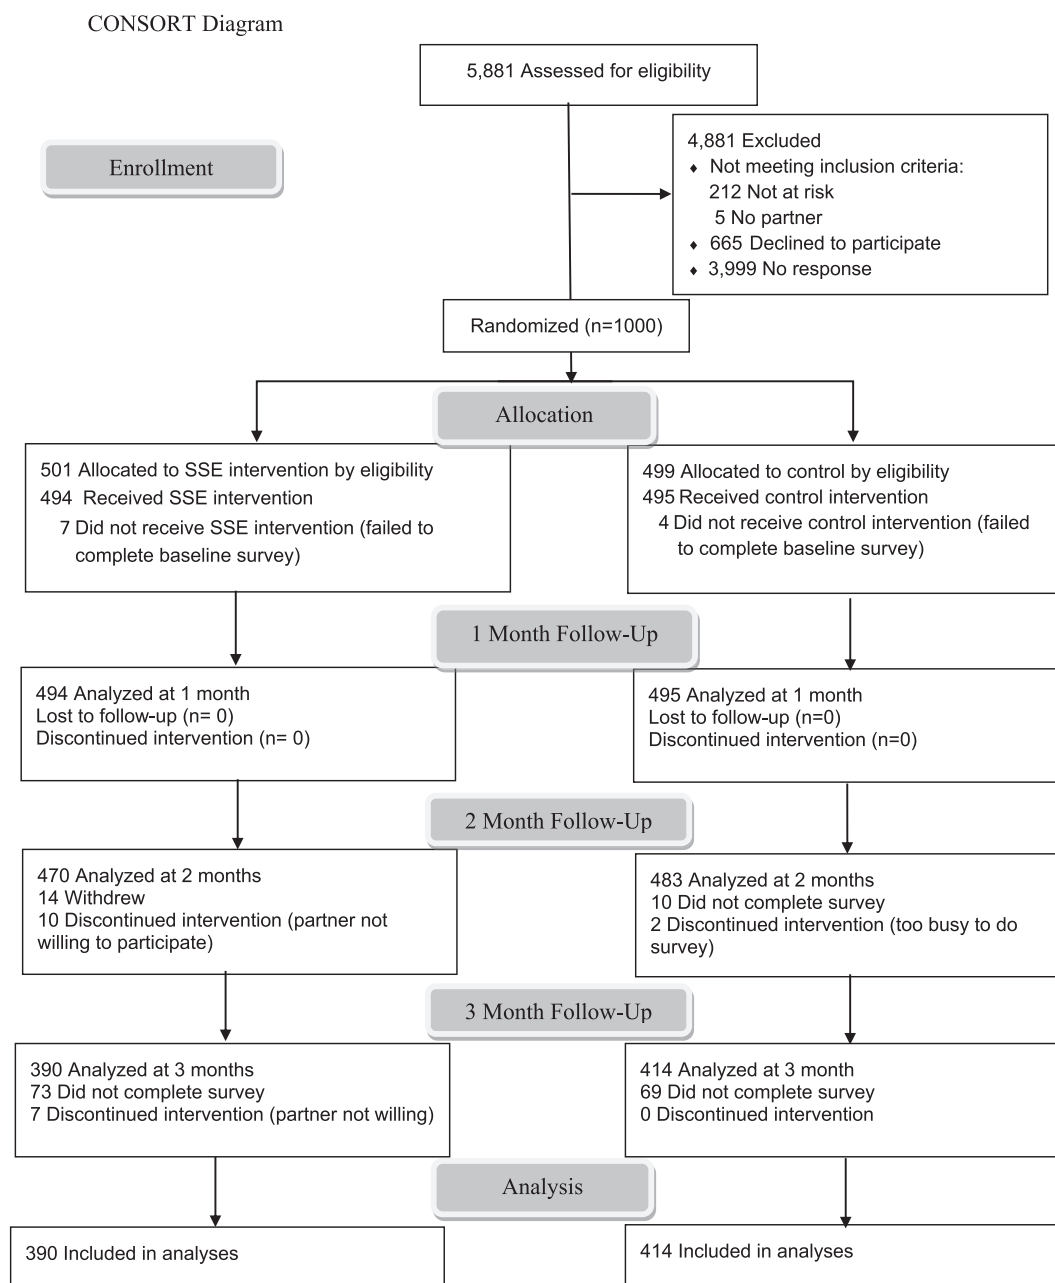 CONSORT Diagram
5,881 Assessed for eligibility
Enrollment
4,881 Excluded
♦ Not meeting inclusion criteria:
212 Not at risk
5 No partner
♦ 665 Declined to participate
♦ 3,999 No response
Randomized (n=1000)
Allocation
501 Allocated to SSE intervention by eligibility
494 Received SSE intervention
7 Did not receive SSE intervention (failed to
complete baseline survey)
499 Allocated to control by eligibility
495 Received control intervention
4 Did not receive control intervention (failed
to complete baseline survey)
1 Month Follow-Up
494 Analyzed at 1 month
Lost to follow-up (n= 0)
Discontinued intervention (n= 0)
495 Analyzed at 1 month
Lost to follow-up (n=0)
Discontinued intervention (n=0)
2 Month Follow-Up
470 Analyzed at 2 months
14 Withdrew
10 Discontinued intervention (partner not
willing to participate)
483 Analyzed at 2 months
10 Did not complete survey
2 Discontinued intervention (too busy to do
survey)
3 Month Follow-Up
390 Analyzed at 3 months
73 Did not complete survey
7 Discontinued intervention (partner not willing)
414 Analyzed at 3 month
69 Did not complete survey
0 Discontinued intervention
Analysis
390 Included in analyses
414 Included in analyses